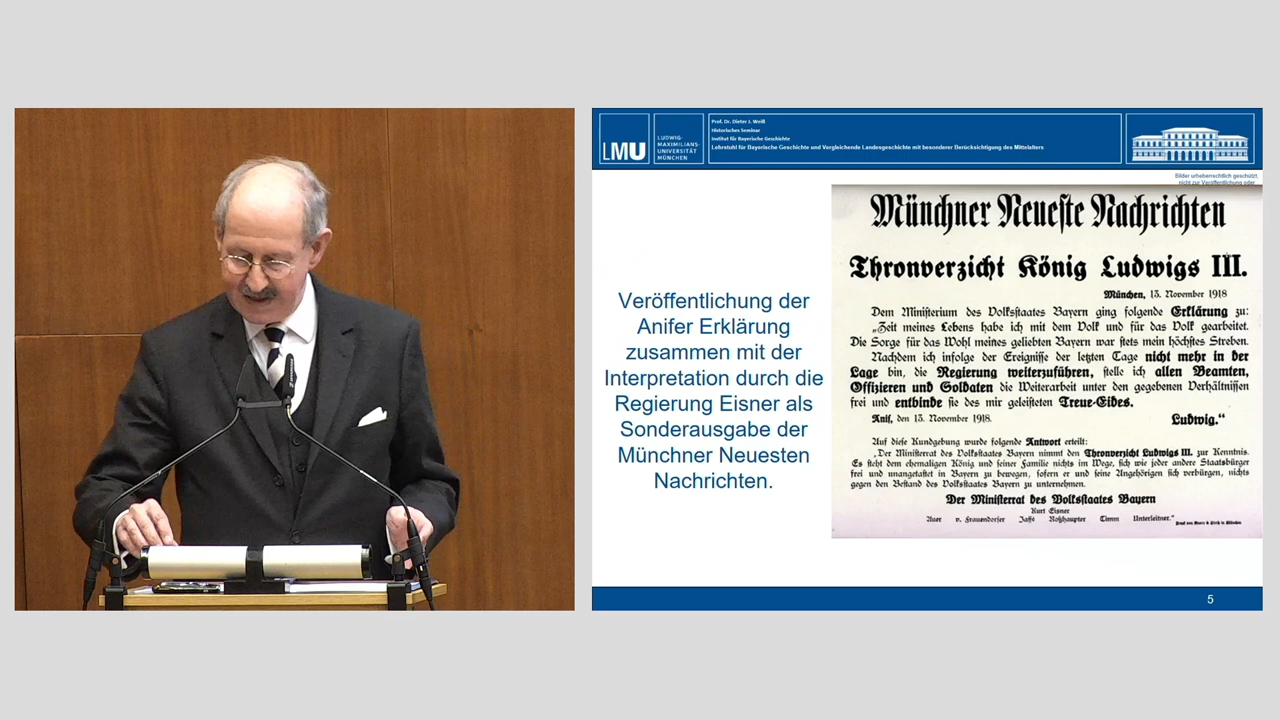 LMU
LUDWIG-
MAXIMILIANS-
UNIVERSITÄT
MÜNCHEN
Prof. Dr. Dieter J. Weiß
Historisches Seminar
Institut für Bayerische Geschichte
Lehrstuhl für Bayerische Geschichte und Vergleichende Landesgeschichte mit besonderer Berücksichtigung des Mittelalters
Bilder urheberrechtlich geschützt,
nicht zur Veröffentlichung oder
Veröffentlichung der
Anifer Erklärung
zusammen mit der
Interpretation durch die
Regierung Eisner als
Sonderausgabe der
Münchner Neuesten
Nachrichten.
Münchner Neueste Nachrichten
Thronverzicht König Ludwigs III.
München, 13. November 1918
Dem Ministerium des Volksstaates Bayern ging folgende Erklärung zu:
„Zeit meines Lebens habe ich mit dem Volk und für das Volk gearbeitet.
Die Sorge für das Wohl meines geliebten Bayern war stets mein höchstes Streben.
Nachdem ich infolge der Ereignisse der letzten Tage nicht mehr in der
Lage bin, die Regierung weiterzuführen, stelle ich allen Beamten,
Offizieren und Soldaten die Weiterarbeit unter den gegebenen Verhältnissen
frei und entbinde sie des mir geleisteten Treue-Eides.
Anif, den 13. November 1918.
Ludwig.“
Auf diese Kundgebung wurde folgende Antwort erteilt:
„Der Ministerrat des Volksstaates Bayern nimmt den Thronverzicht Ludwigs III. zur Kenntnis.
Es steht dem ehemaligen König und seiner Familie nichts im Wege, sich wie jeder andere Staatsbürger
frei und unangetastet in Bayern zu bewegen, sofern er und seine Angehörigen sich verbürgen, nichts
gegen den Bestand des Volksstaates Bayern zu unternehmen.
Der Ministerrat des Volksstaates Bayern
Kurt Eisner
Auer v. Frauendorfer Jaffé Roßhaupter Timm Unterleitner.“
5